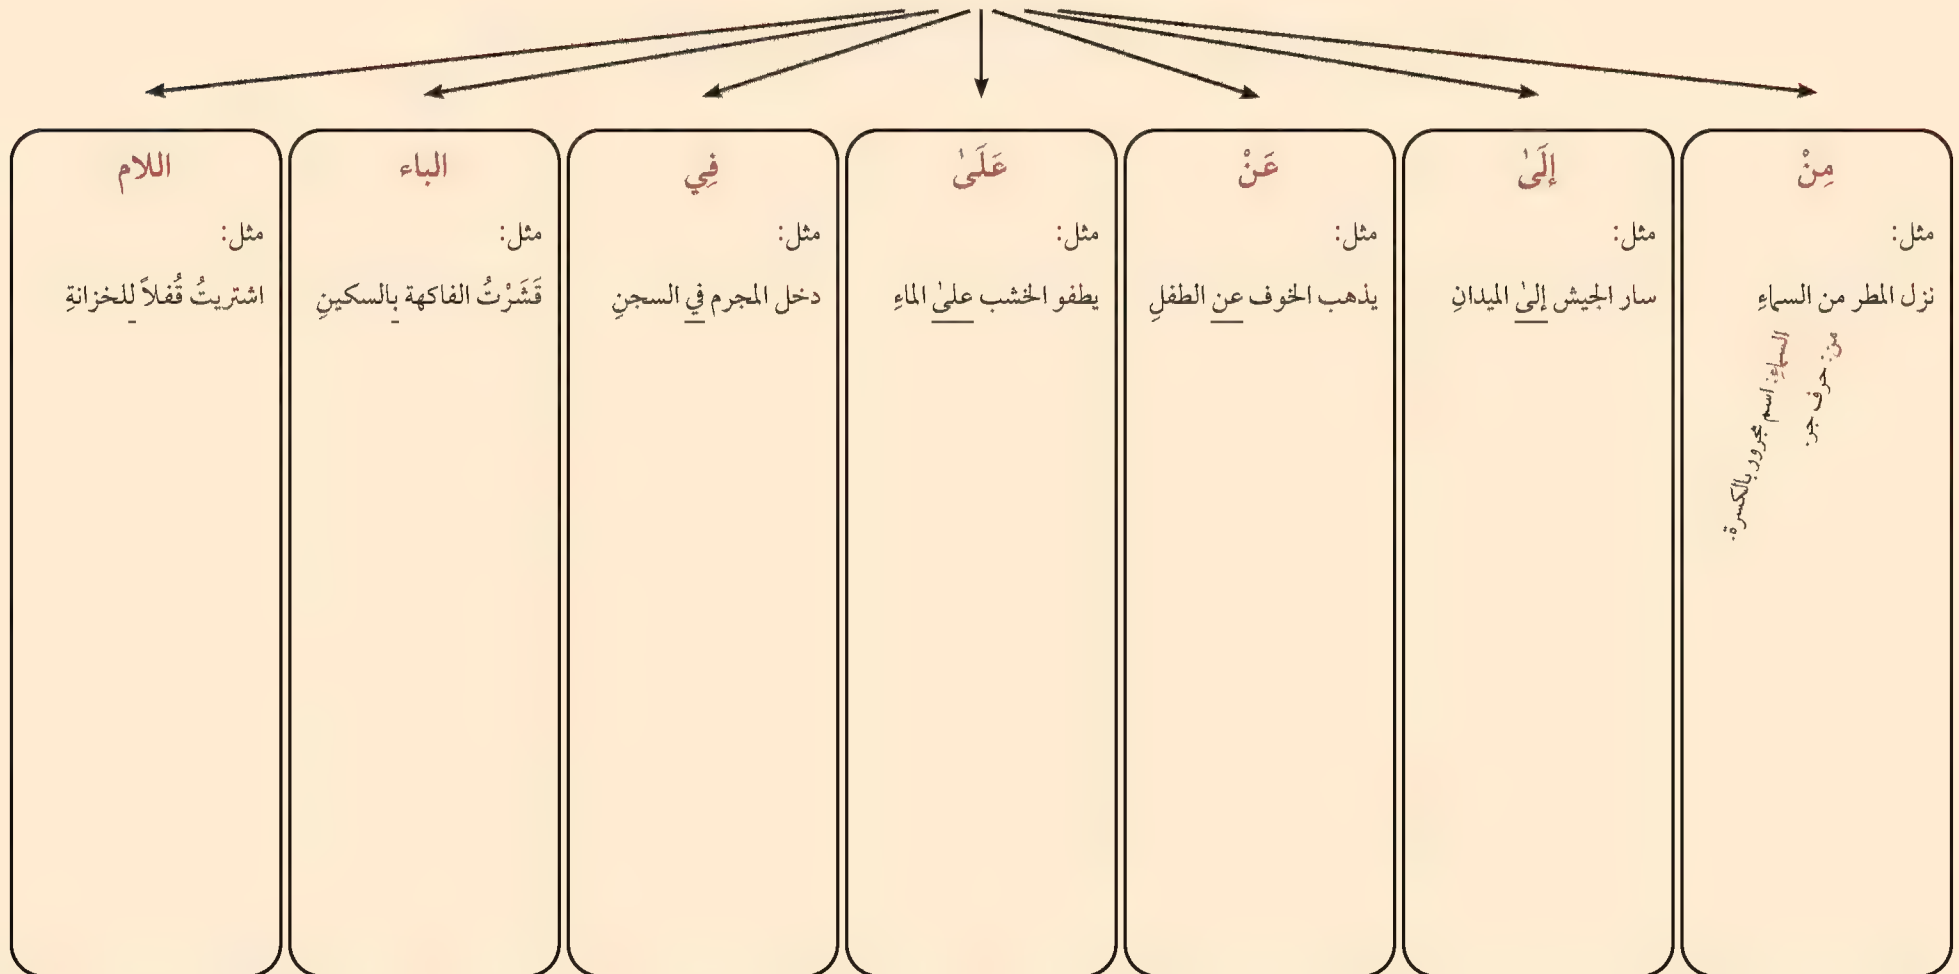 مِنْ
مثل:
نزل المطر من السماءِ
من: حرف جر.
السماءِ: اسم مجرور بالكسرة.
إلَىٰ
مثل:
سار الجيش إلىٰ الميدانِ
عَنْ
مثل:
يذهب الخوف عن الطفلِ
عَلَىٰ
مثل:
يطفو الخشب علىٰ الماءِ
فِي
مثل:
دخل المجرم في السجنِ
الباء
مثل:
قَشَرْتُ الفاكهة بالسكينِ
اللام
مثل:
اشتريتُ قُفلاً للخزانةِ